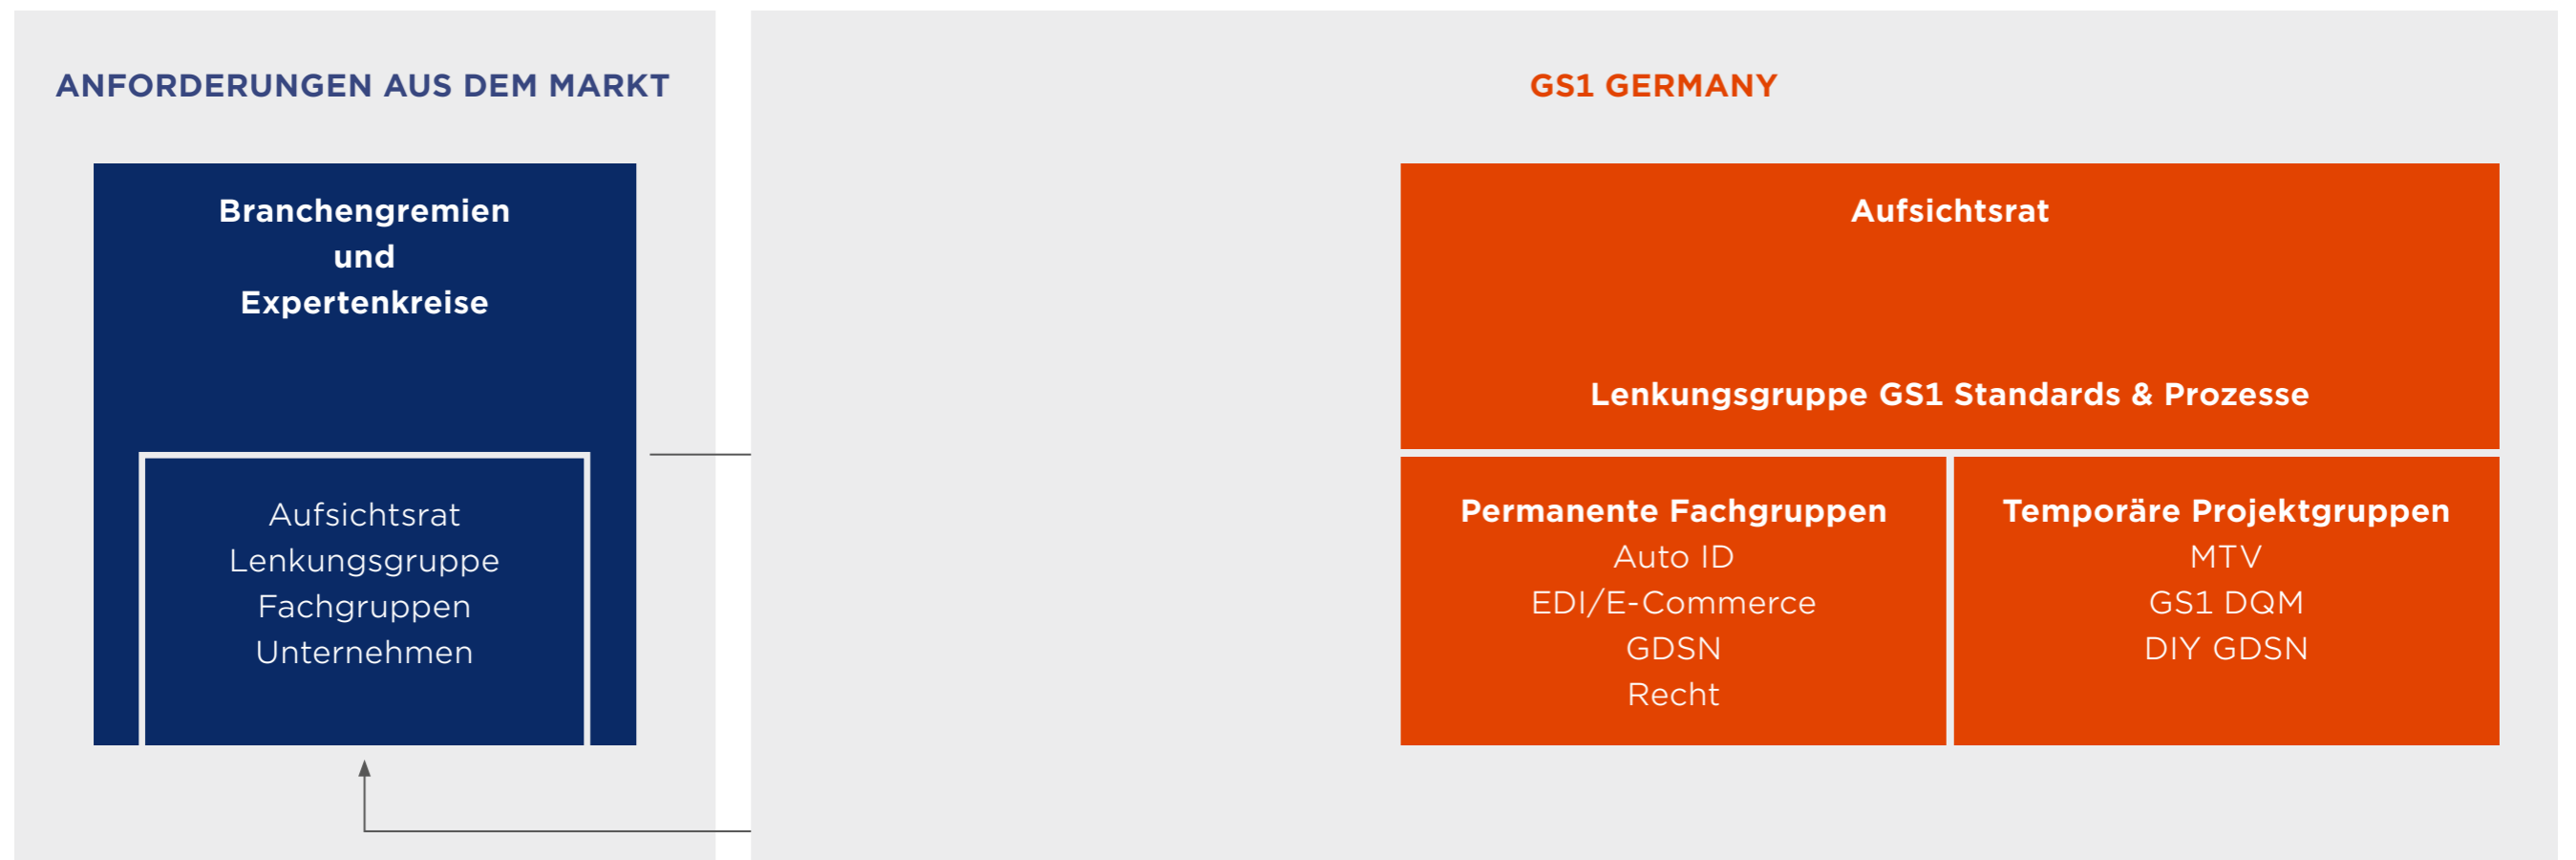 ANFORDERUNGEN AUS DEM MARKT
Branchengremien
und
Expertenkreise
Aufsichtsrat
Lenkungsgruppe
Fachgruppen
Unternehmen
GS1 GERMANY
Aufsichtsrat
Lenkungsgruppe GS1 Standards & Prozesse
Permanente Fachgruppen
Auto ID
EDI/E-Commerce
GDSN
Recht
Temporäre Projektgruppen
MTV
GS1 DQM
DIY GDSN